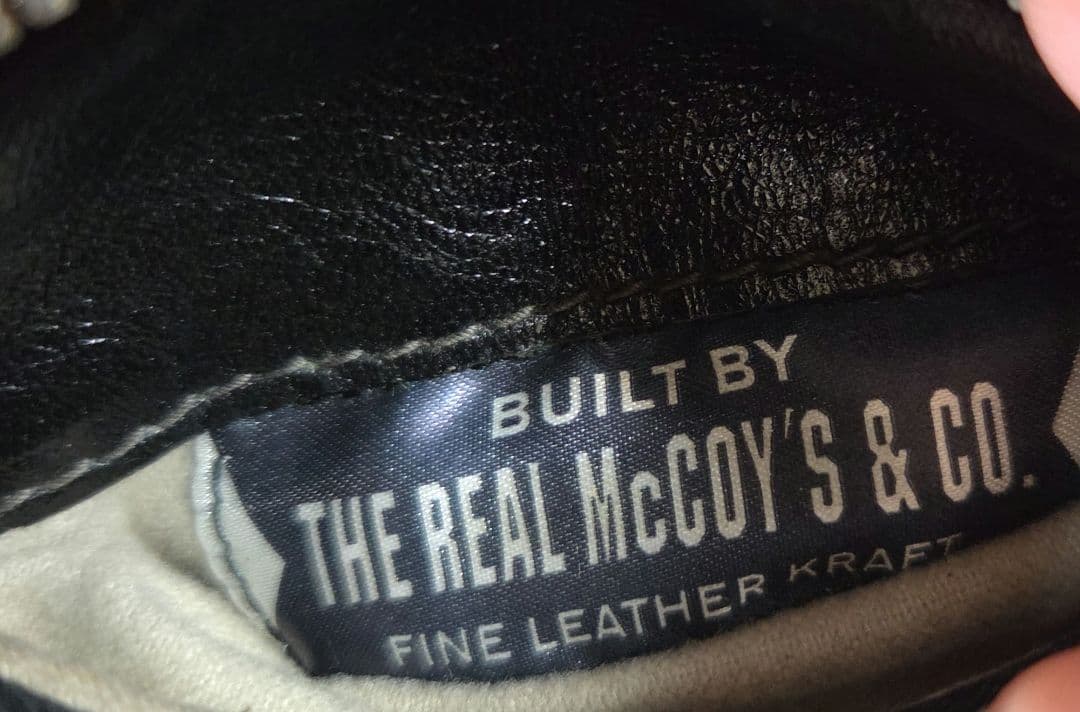 BUILT BY
THE REAL McCOY'S & CO.
FINE LEATHER KRAFT